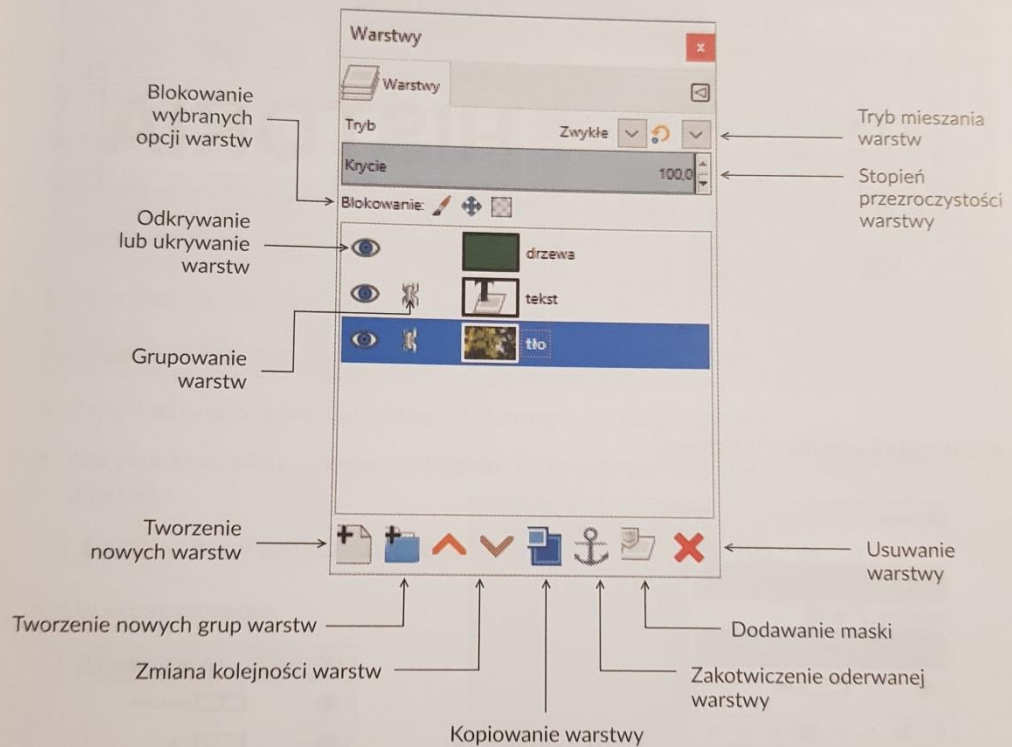 Warstwy
x
Warstwy
Blokowanie
wybranych
opcji warstw
Tryb
Zwykłe
Tryb mieszania
warstw
Krycie
100,0
Stopień
przezroczystości
warstwy
Blokowanie:
Odkrywanie
lub ukrywanie
warstw
drzewa
tekst
tło
Grupowanie
warstw
Tworzenie
nowych warstw
Usuwanie
warstwy
Tworzenie nowych grup warstw
Dodawanie maski
Zmiana kolejności warstw
Zakotwiczenie oderwanej
warstwy
Kopiowanie warstwy